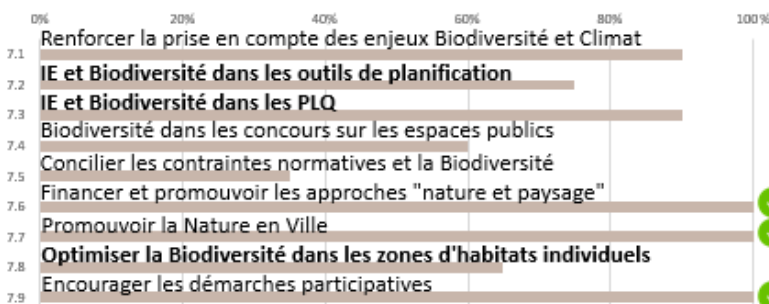 0% 20% 40% 60% 80% 100%
Renforcer la prise en compte des enjeux Biodiversité et Climat
7.1
IE et Biodiversité dans les outils de planification
7.2
IE et Biodiversité dans les PLQ
7.3
Biodiversité dans les concours sur les espaces publics
7.4
Concilier les contraintes normatives et la Biodiversité
7.5
Financer et promouvoir les approches "nature et paysage"
7.6
Promouvoir la Nature en Ville
7.7
Optimiser la Biodiversité dans les zones d'habitats individuels
7.8
Encourager les démarches participatives
7.9